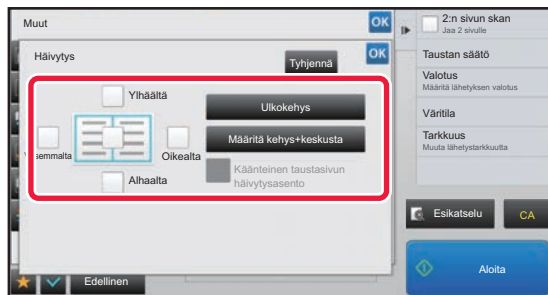 Muut
OK
Häivytys
Tyhjennä
OK
Ylhäältä
semmalta
Oikealta
Alhaalta
Ulkokehys
Määritä kehys+keskusta
Käänteinen taustasivun
häivytysasento
Edellinen
2:n sivun skan
Jaa 2 sivulle
Taustan säätö
Valotus
Määritä lähetyksen valotus
Väritila
Tarkkuus
Muuta lähetystarkkuutta
Esikatselu
CA
Aloita